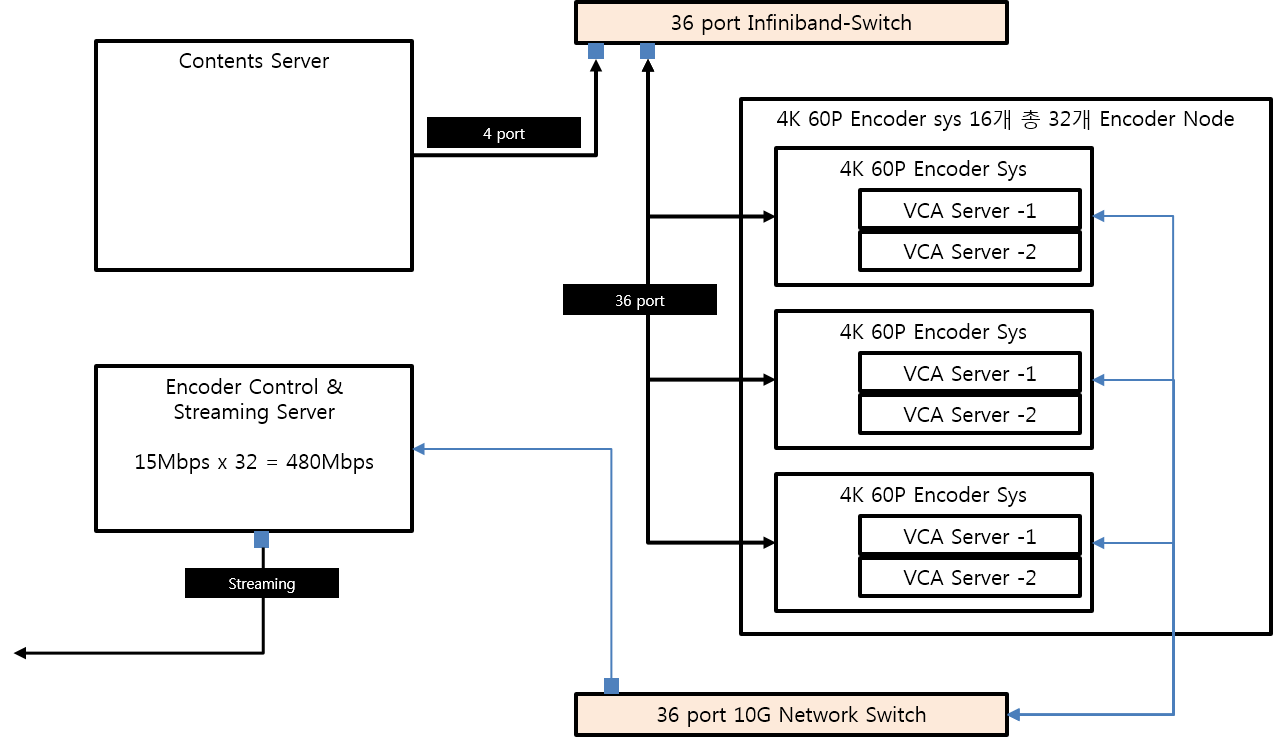 36 port Infiniband-Switch
Contents Server
4 port
4K 60P Encoder sys 16개 총 32개 Encoder Node
4K 60P Encoder Sys
VCA Server -1
VCA Server -2
36 port
4K 60P Encoder Sys
VCA Server -1
VCA Server -2
Encoder Control &
Streaming Server
15Mbps x 32 = 480Mbps
4K 60P Encoder Sys
VCA Server -1
VCA Server -2
Streaming
36 port 10G Network Switch